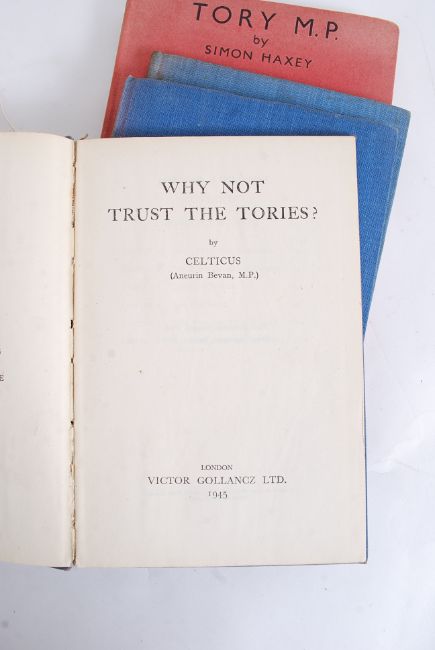 TORY M.P.
by
SIMON HAXEY
WHY NOT
TRUST THE TORIES?
by
CELTICUS
(Aneurin Bevan, M.P.)
LONDON
VICTOR GOLLANCZ LTD.
1945